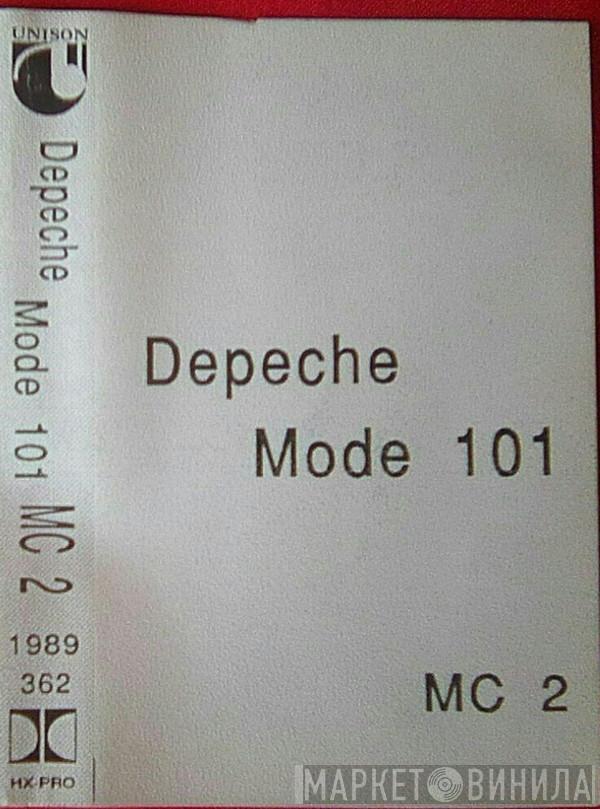 UNISON
Depeche
Mode 101
MC 2
1989
362
HX-PRO
Depeche
Mode 101
MC 2
МАРКЕТ ВИНИЛА